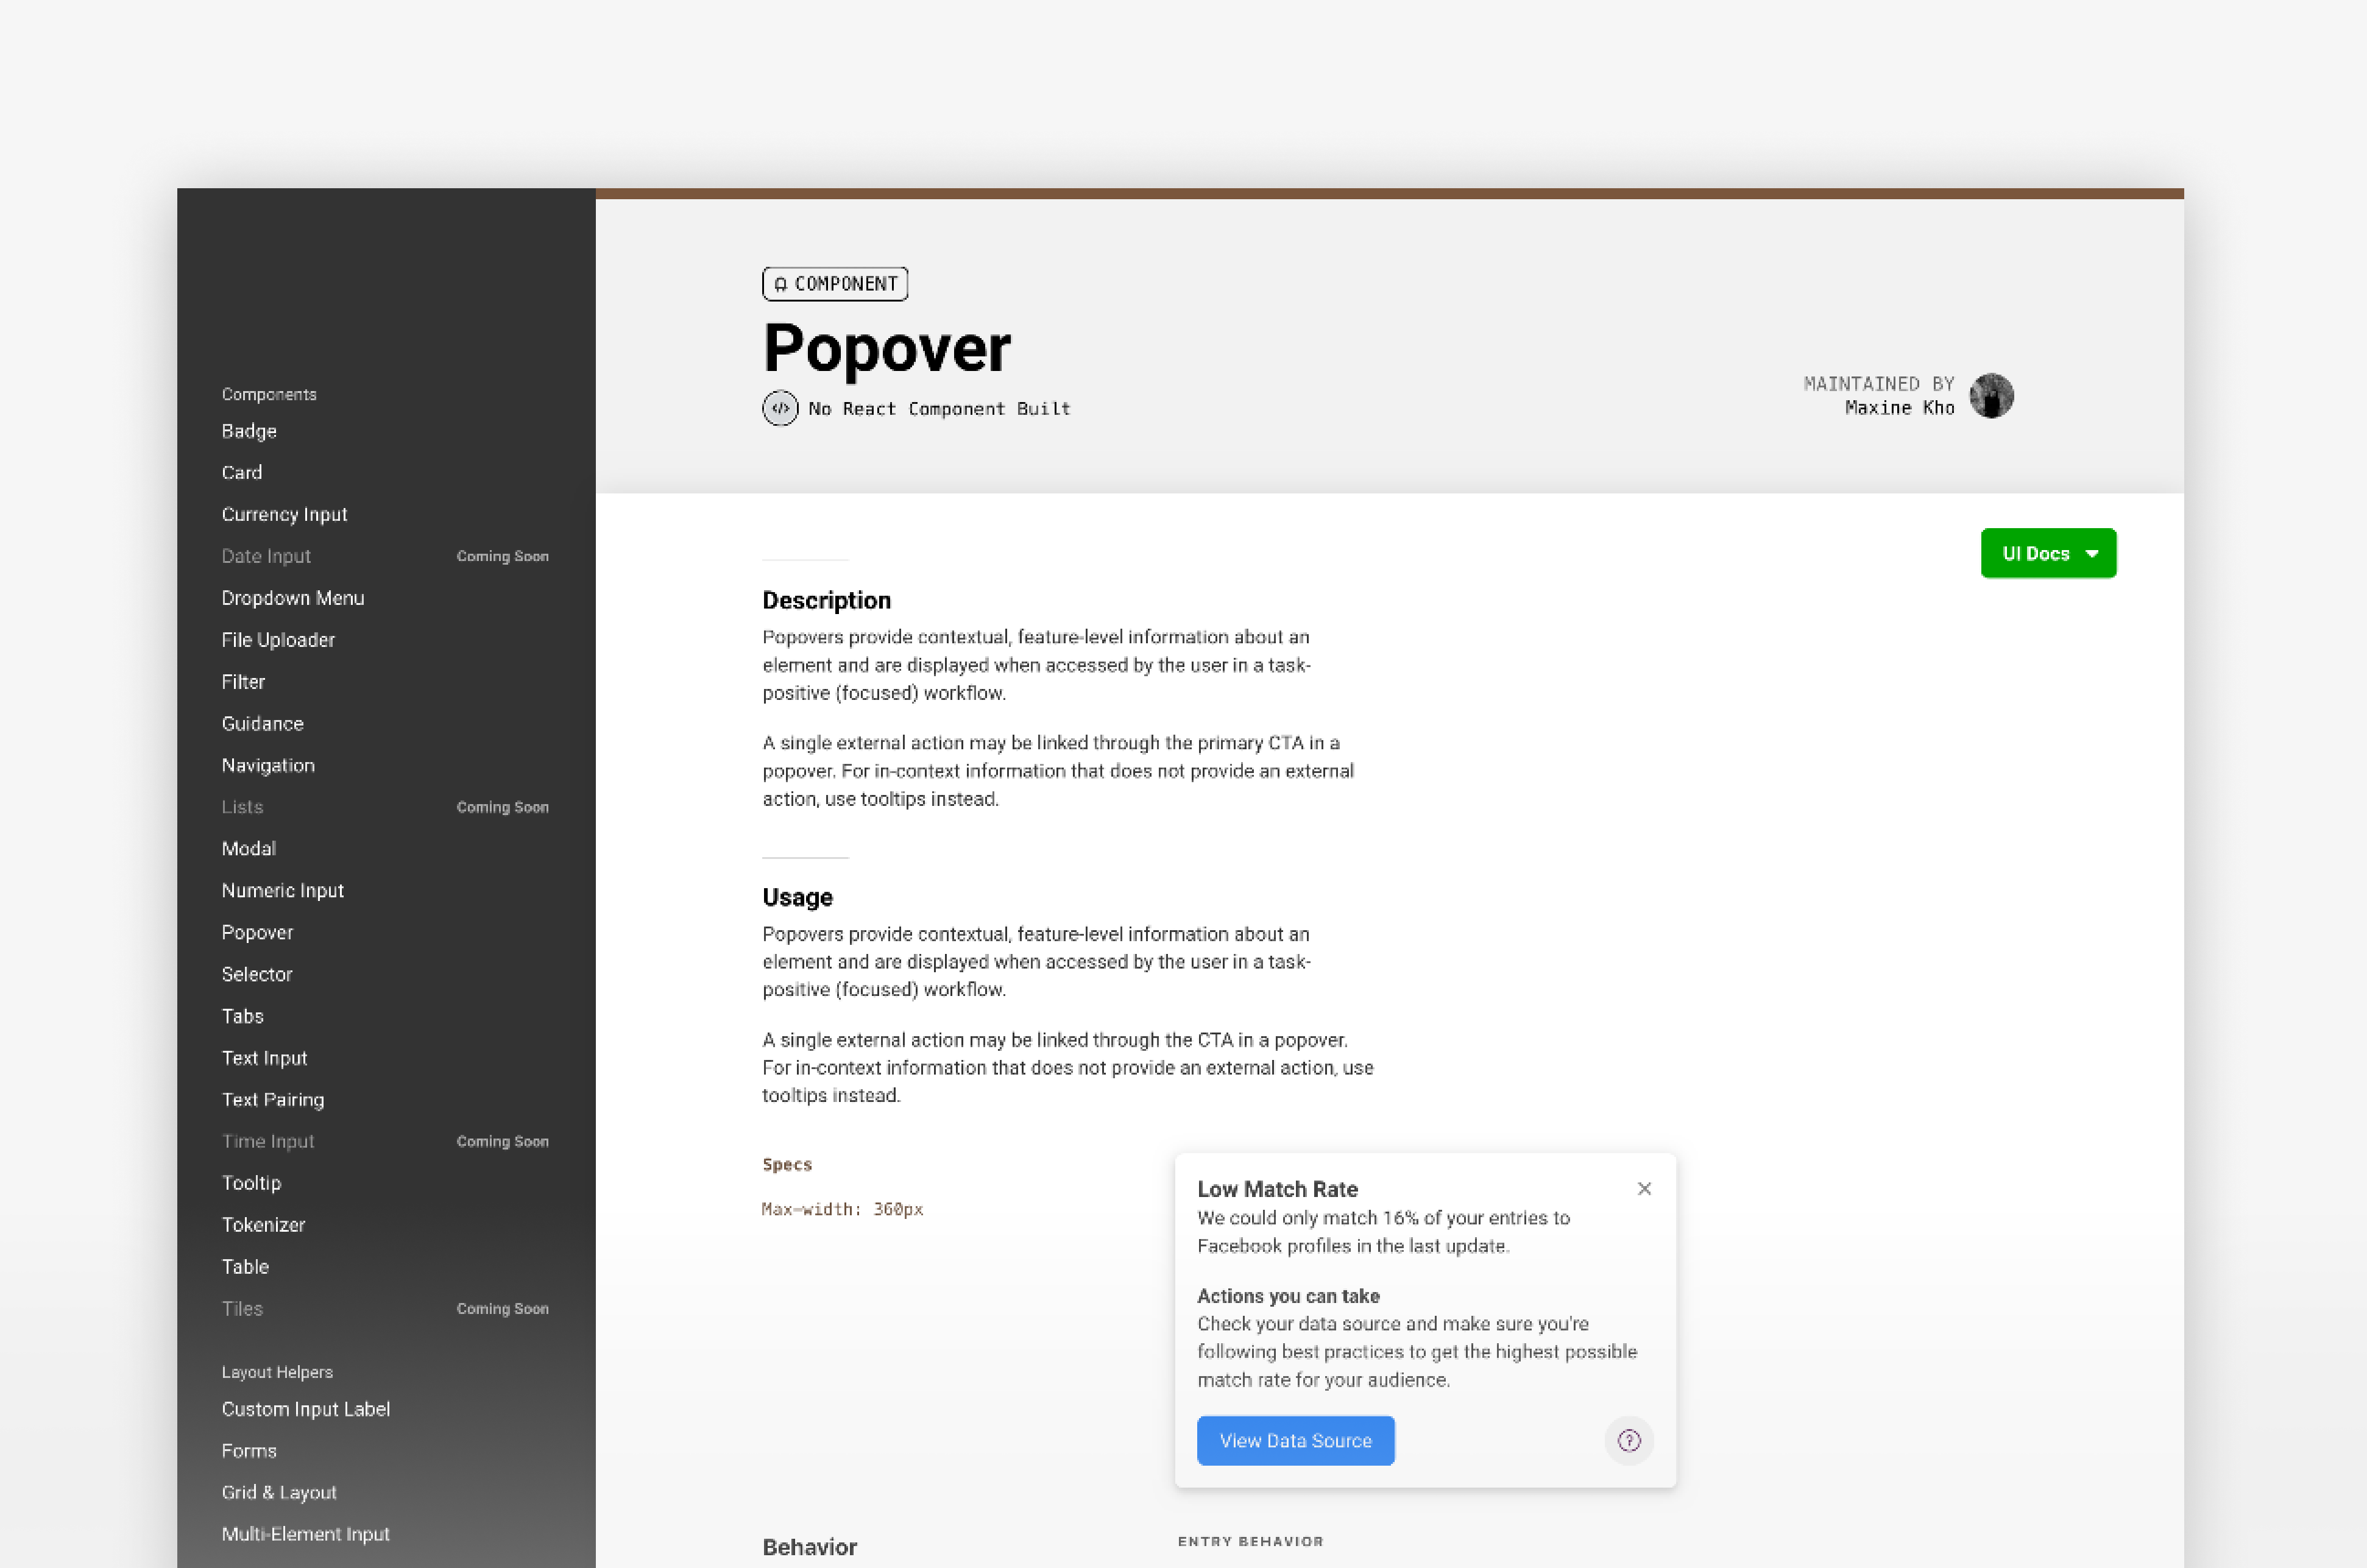 Components
Badge
Card
Currency Input
Date Input Coming Soon
Dropdown Menu
File Uploader
Filter
Guidance
Navigation
Lists Coming Soon
Modal
Numeric Input
Popover
Selector
Tabs
Text Input
Text Pairing
Time Input Coming Soon
Tooltip
Tokenizer
Table
Tiles Coming Soon
Layout Helpers
Custom Input Label
Forms
Grid & Layout
Multi-Element Input
COMPONENT
Popover
</> No React Component Built
MAINTAINED BY
Maxine Kho
UI Docs
Description
Popovers provide contextual, feature-level information about an
element and are displayed when accessed by the user in a task-
positive (focused) workflow.
A single external action may be linked through the primary CTA in a
popover. For in-context information that does not provide an external
action, use tooltips instead.
Usage
Popovers provide contextual, feature-level information about an
element and are displayed when accessed by the user in a task-
positive (focused) workflow.
A single external action may be linked through the CTA in a popover.
For in-context information that does not provide an external action, use
tooltips instead.
Specs
Max-width: 360px
Low Match Rate
We could only match 16% of your entries to
Facebook profiles in the last update.
Actions you can take
Check your data source and make sure you're
following best practices to get the highest possible
match rate for your audience.
View Data Source
?
Behavior
ENTRY BEHAVIOR